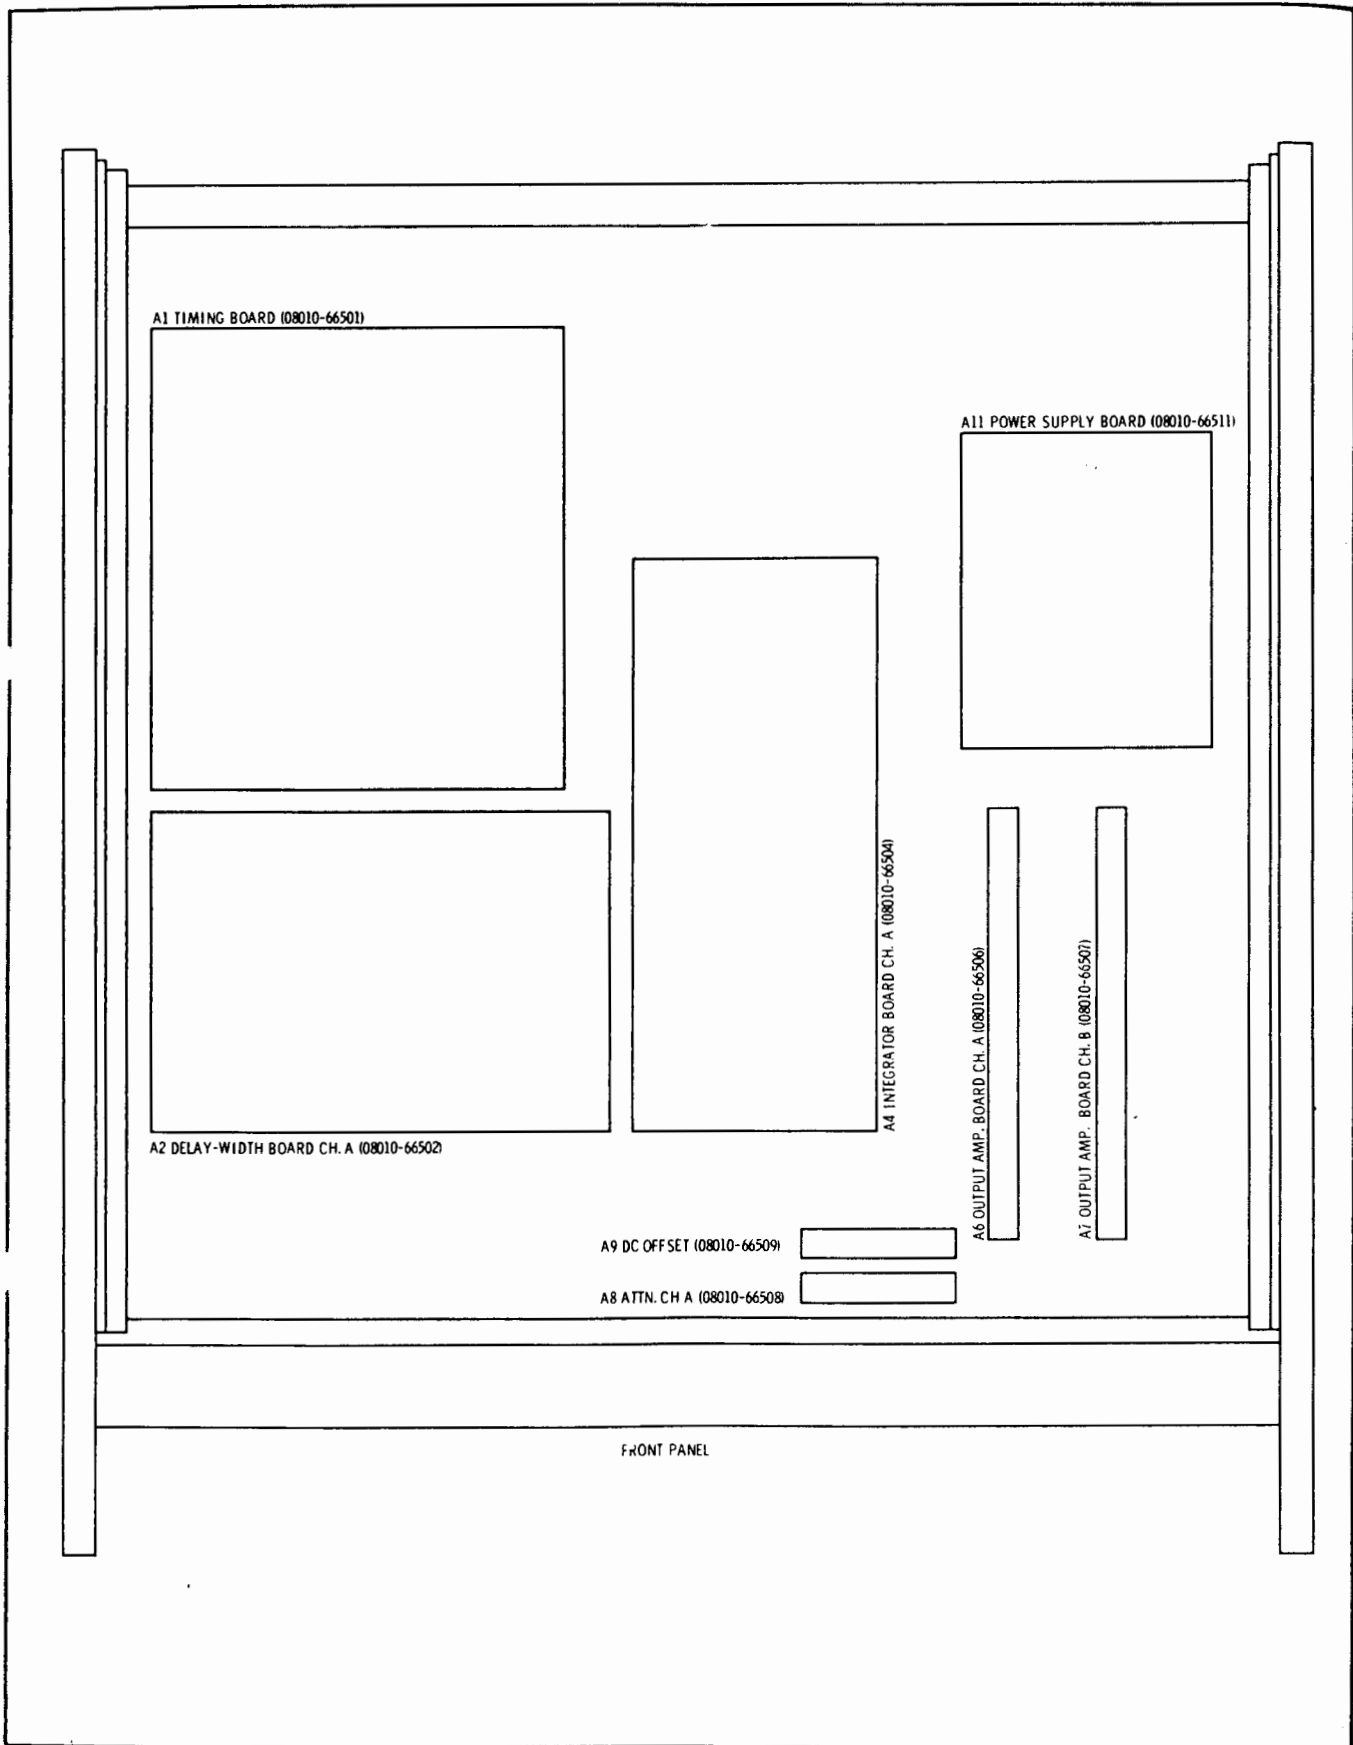 A1 TIMING BOARD (08010-66501)
A11 POWER SUPPLY BOARD (08010-66511)
A4 INTEGRATOR BOARD CH. A (08010-66504)
A6 OUTPUT AMP. BOARD CH. A (08010-66506)
A7 OUTPUT AMP. BOARD CH. B (08010-66507)
A2 DELAY-WIDTH BOARD CH. A (08010-66502)
A9 DC OFFSET (08010-66509)
A8 ATTN. CH A (08010-66508)
FRONT PANEL